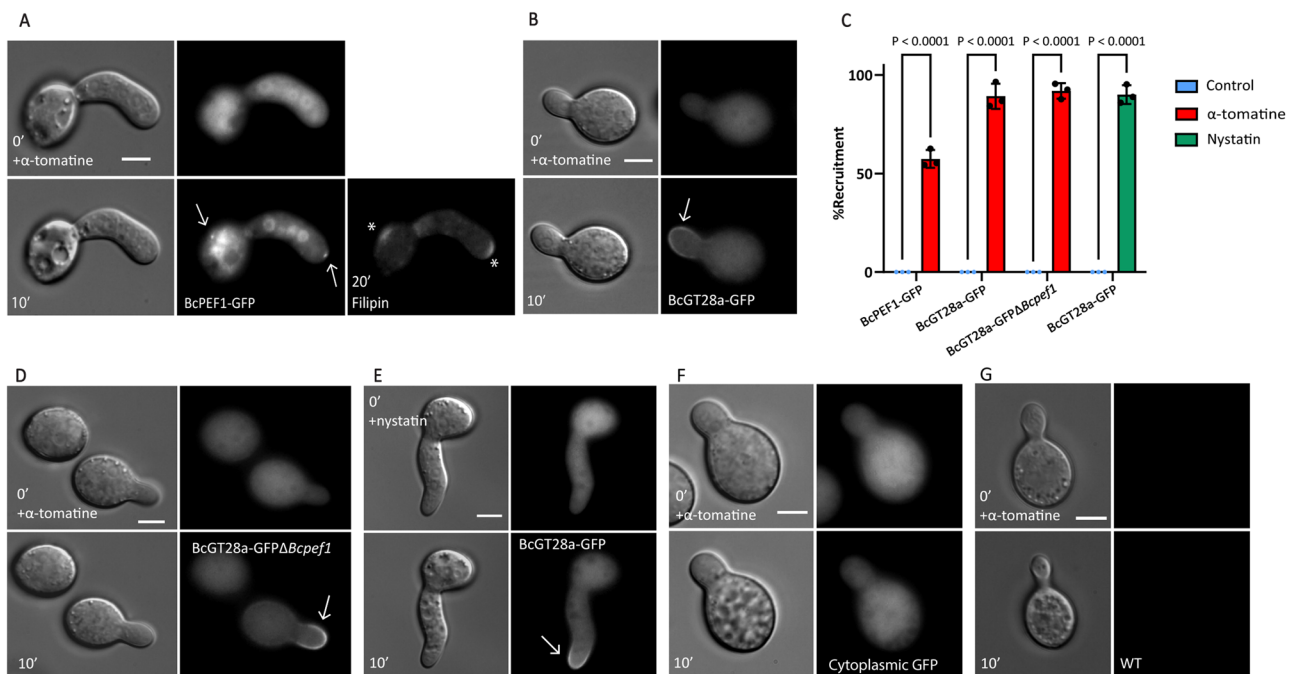 A
0′
+α-tomatine
10′
BcPEF1-GFP
*
*
20′
Filipin
B
0′
+α-tomatine
10′
BcGT28a-GFP
C
P < 0.0001 P < 0.0001 P < 0.0001 P < 0.0001
%Recruitment
100
50
0
BcPEF1-GFP
BcGT28a-GFP
BcGT28a-GFPΔBcpef1
BcGT28a-GFP
Control
α-tomatine
Nystatin
D
0′
+α-tomatine
10′
BcGT28a-GFPΔBcpef1
E
0′
+nystatin
10′
BcGT28a-GFP
F
0′
+α-tomatine
10′
Cytoplasmic GFP
G
0′
+α-tomatine
10′
WT